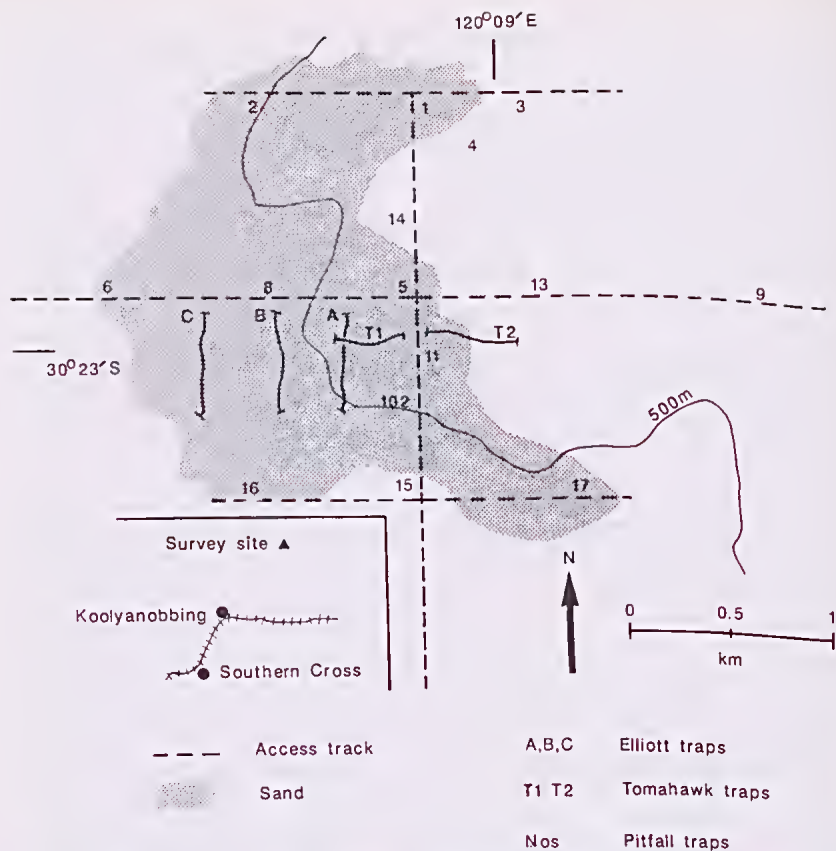 120°09′E
2 1 3
4
14
6 8 5 13 9
C B A T1 T2
30°23′S
11
102
500m
16 15 17
Survey site ▲
N
Koolyanobbing
0 0.5 1
km
Southern Cross
Access track
A,B,C Elliott traps
Sand
T1 T2 Tomahawk traps
Nos Pitfall traps